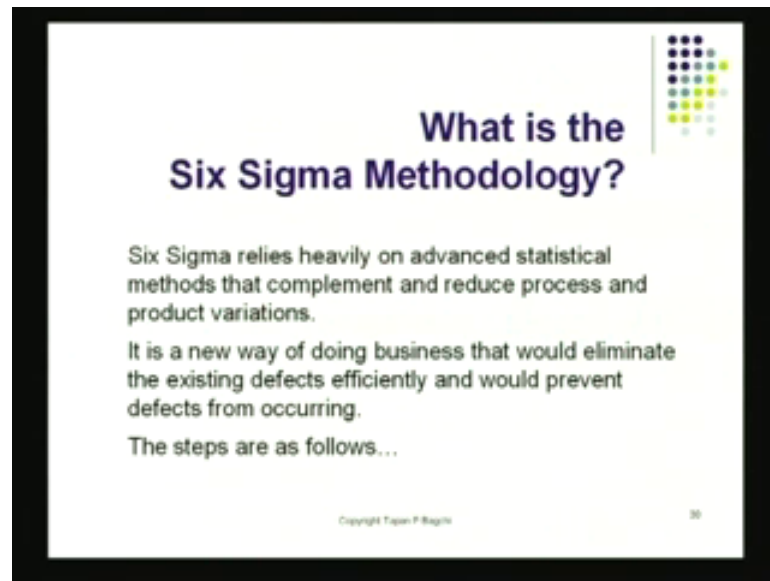 What is the
Six Sigma Methodology?
Six Sigma relies heavily on advanced statistical
methods that complement and reduce process and
product variations.
It is a new way of doing business that would eliminate
the existing defects efficiently and would prevent
defects from occurring.
The steps are as follows…
Copyright Tapan P Bagchi
30